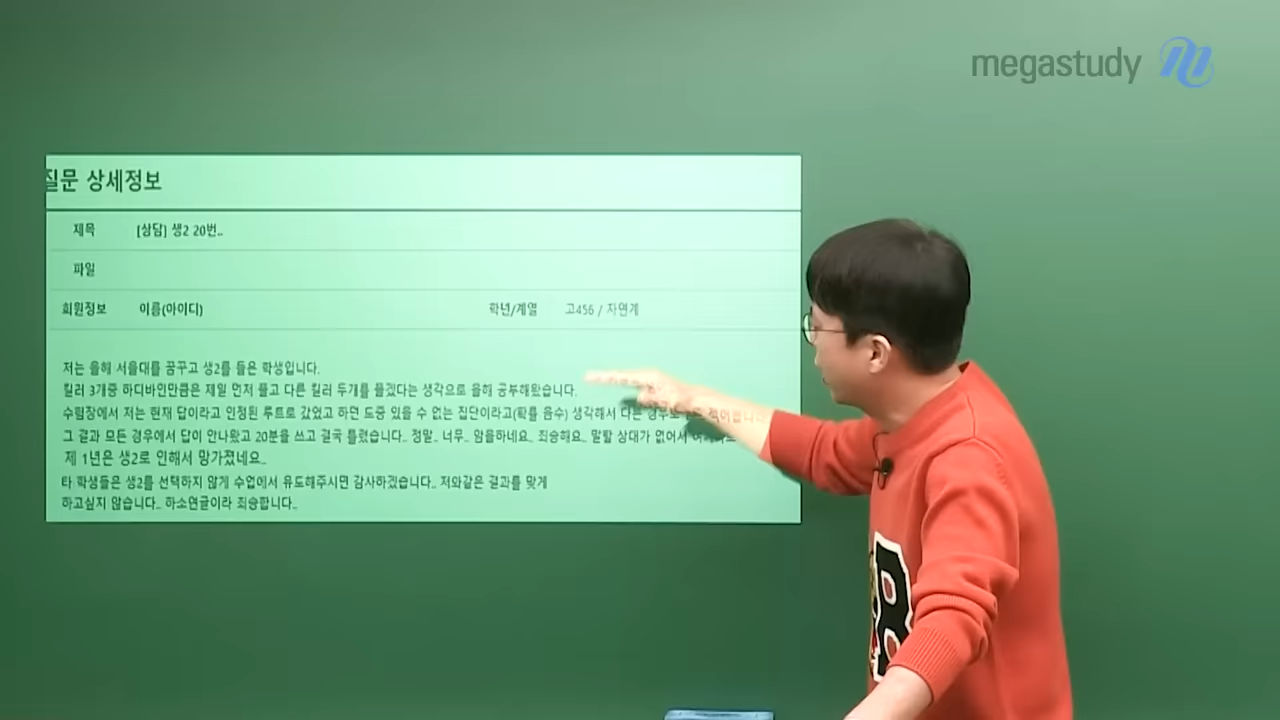 megastudy
질문 상세정보
제목 [상담] 생2 20번..
파일
회원정보 이름(아이디) 학년/계열 고456 / 자연계
저는 올해 서울대를 꿈꾸고 생2를 들은 학생입니다.
킬러 3개중 하디바인만큼은 제일 먼저 풀고 다른 킬러 두개를 풀겠다는 생각으로 올해 공부해왔습니다.
수험장에서 저는 현재 답이라고 인정된 루트로 갔었고 하면 도중 있을 수 없는 집단이라고(확률 음수) 생각해서 다른
그 결과 모든 경우에서 답이 안나왔고 20분을 쓰고 결국 틀렸습니다.. 정말.. 너무.. 암울하네요.. 죄송해요.. 말할 상대가 없어서
제 1년은 생2로 인해서 망가졌네요..
타 학생들은 생2를 선택하지 않게 수업에서 유도해주시면 감사하겠습니다.. 저와같은 결과를 맞게
하고싶지 않습니다.. 하소연글이라 죄송합니다..
B